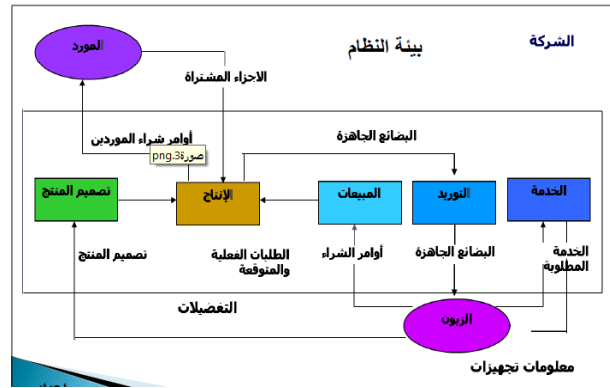 الشركة
بيئة النظام
المورد
الاجزاء المشتراة
أوامر شراء الموردين
صورة3.png
البضائع الجاهزة
تصميم المنتج
الإنتاج
المبيعات
التوريد
الخدمة
تصميم المنتج
الطلبات الفعلية
والمتوقعة
أوامر الشراء
البضائع الجاهزة
الخدمة
المطلوبة
التفضيلات
الزبون
معلومات تجهيزات